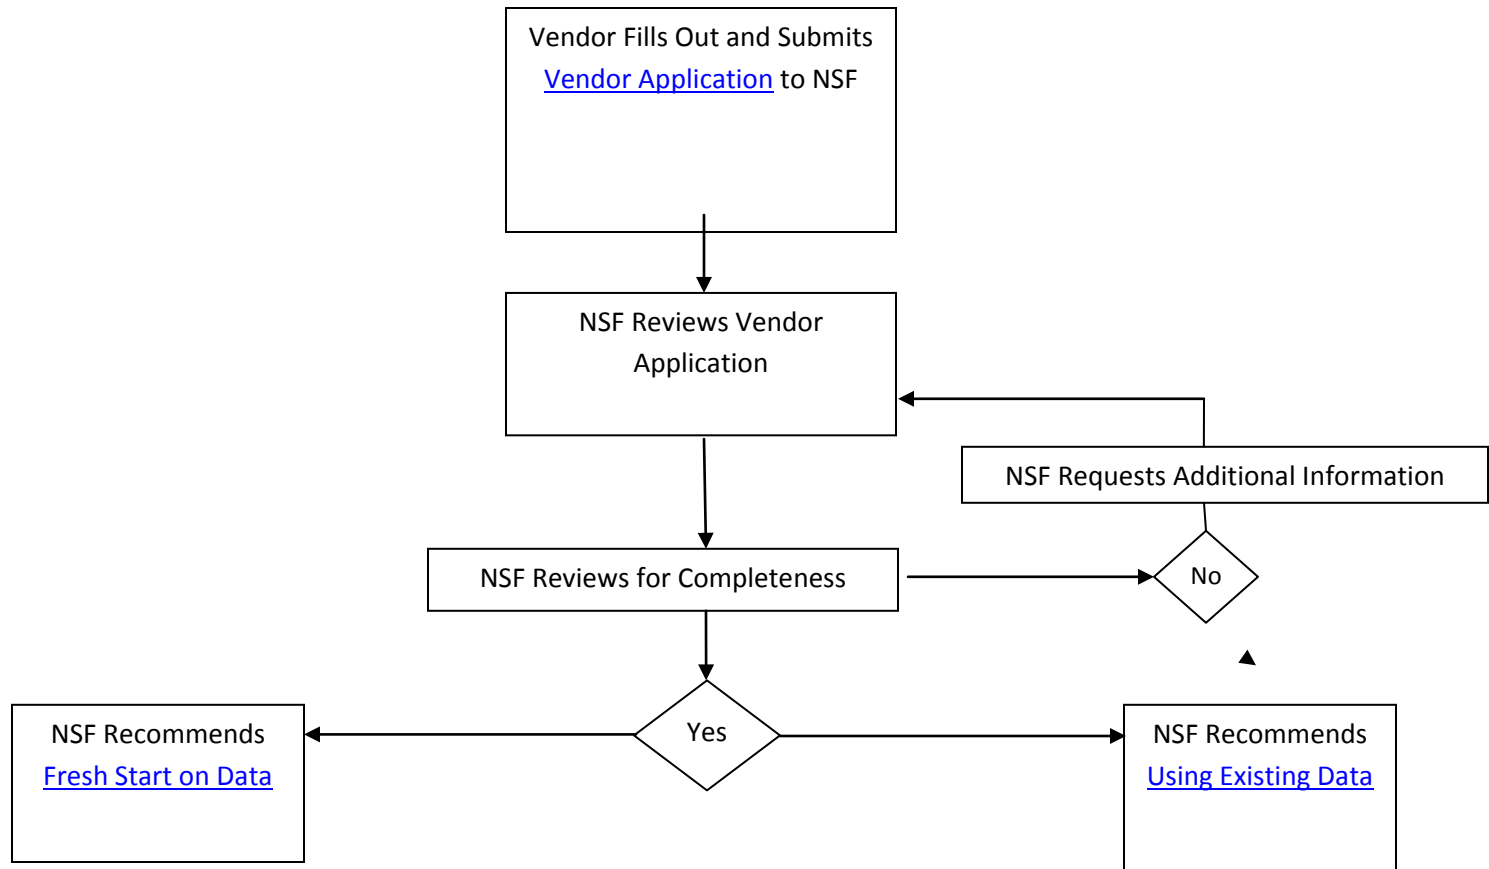 Vendor Fills Out and Submits
Vendor Application to NSF
NSF Reviews Vendor
Application
NSF Requests Additional Information
NSF Reviews for Completeness
No
Yes
NSF Recommends
Fresh Start on Data
NSF Recommends
Using Existing Data